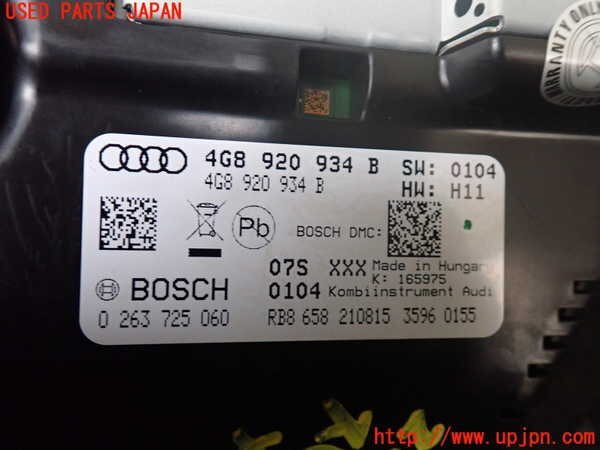 USED PARTS JAPAN
WARRANTY ONLY
4G8 920 934 B SW: 0104
4G8 920 934 B HW: H11
Pb
BOSCH DMC:
07S XXX Made in Hungary
K: 165975
BOSCH 0104 Kombiinstrument Audi
0 263 725 060 RB8 658 210815 3596 0155
http://www.upjpn.com/